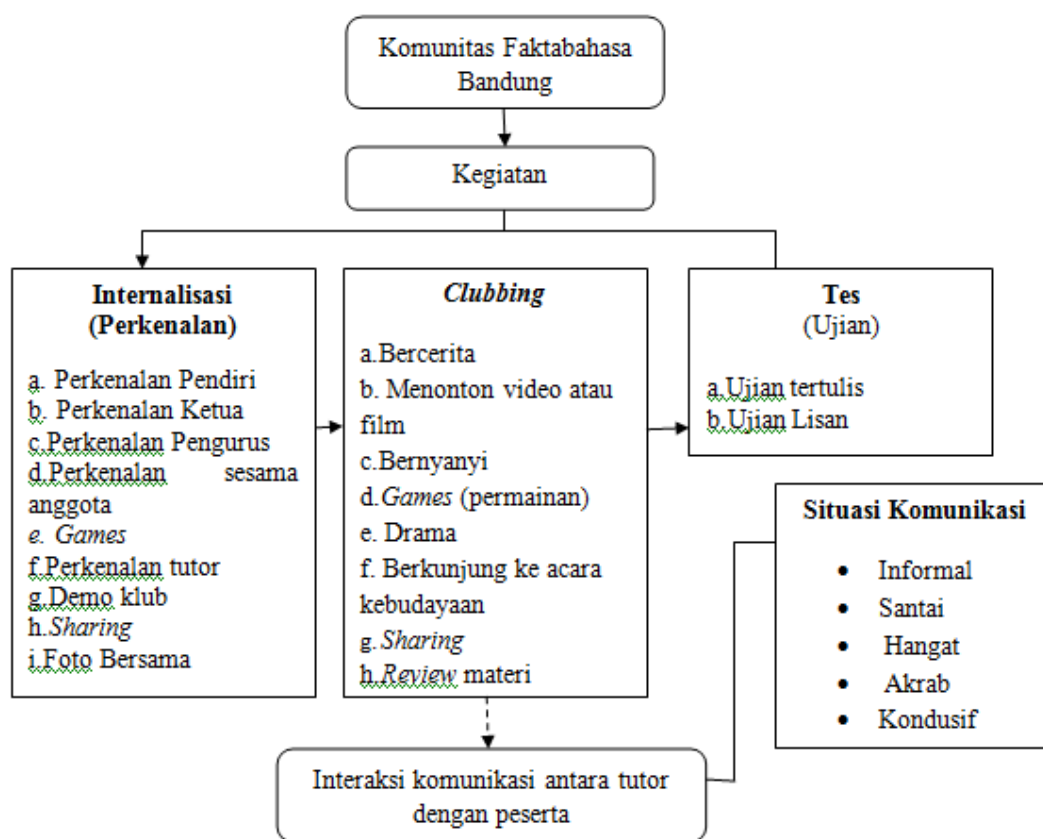 Komunitas Faktabahasa
Bandung
Kegiatan
Internalisasi
(Perkenalan)
a. Perkenalan Pendiri
b. Perkenalan Ketua
c.Perkenalan Pengurus
d.Perkenalan sesama
anggota
e. Games
f.Perkenalan tutor
g.Demo klub
h.Sharing
i.Foto Bersama
Clubbing
a.Bercerita
b. Menonton video atau
film
c.Bernyanyi
d.Games (permainan)
e. Drama
f. Berkunjung ke acara
kebudayaan
g.Sharing
h.Review materi
Tes
(Ujian)
a.Ujian tertulis
b.Ujian Lisan
Situasi Komunikasi
• Informal
• Santai
• Hangat
• Akrab
• Kondusif
Interaksi komunikasi antara tutor
dengan peserta